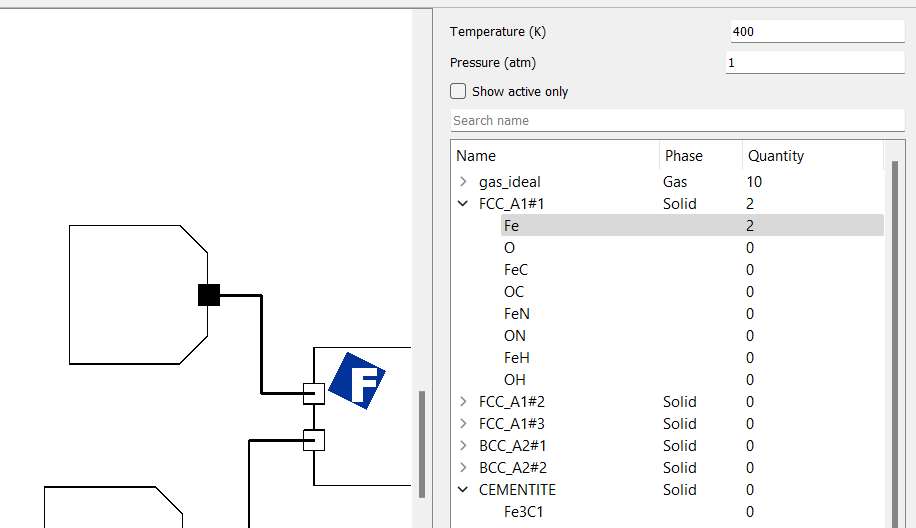 Temperature (K) 400
Pressure (atm) 1
Show active only
Search name
Name Phase Quantity
gas_ideal Gas 10
FCC_A1#1 Solid 2
Fe 2
O 0
FeC 0
OC 0
FeN 0
ON 0
FeH 0
OH 0
FCC_A1#2 Solid 0
FCC_A1#3 Solid 0
BCC_A2#1 Solid 0
BCC_A2#2 Solid 0
CEMENTITE Solid 0
Fe3C1 0
F